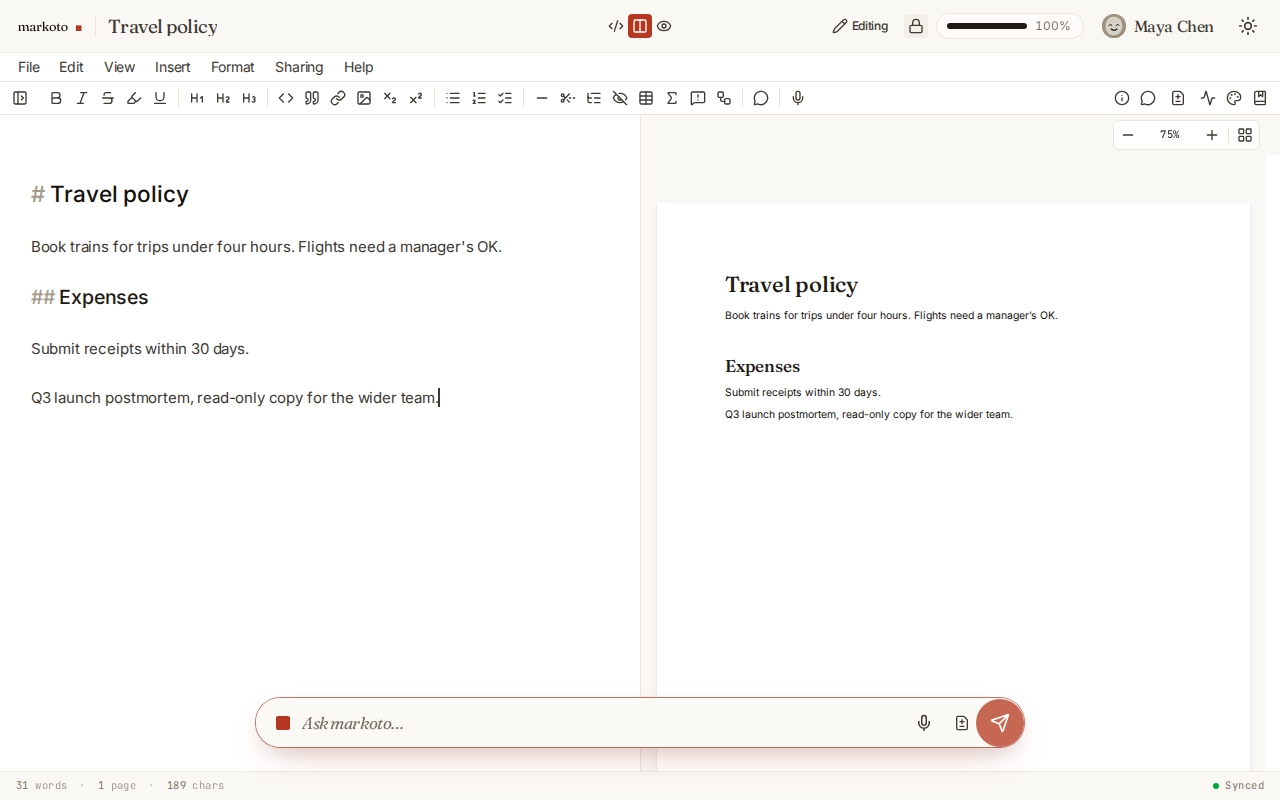 markoto
Travel policy
Editing
100%
Maya Chen
File Edit View Insert Format Sharing Help
H1 H2 H3
75%
# Travel policy
Book trains for trips under four hours. Flights need a manager's OK.
## Expenses
Submit receipts within 30 days.
Q3 launch postmortem, read-only copy for the wider team.
Travel policy
Book trains for trips under four hours. Flights need a manager’s OK.
Expenses
Submit receipts within 30 days.
Q3 launch postmortem, read-only copy for the wider team.
Ask markoto...
31 words · 1 page · 189 chars
Synced